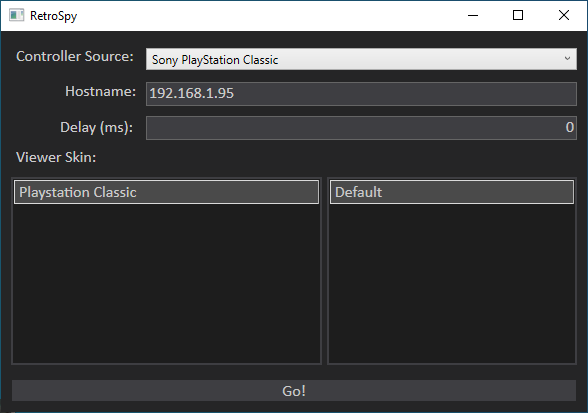 RetroSpy
Controller Source: Sony PlayStation Classic
Hostname: 192.168.1.95
Delay (ms): 0
Viewer Skin:
Playstation Classic Default
Go!